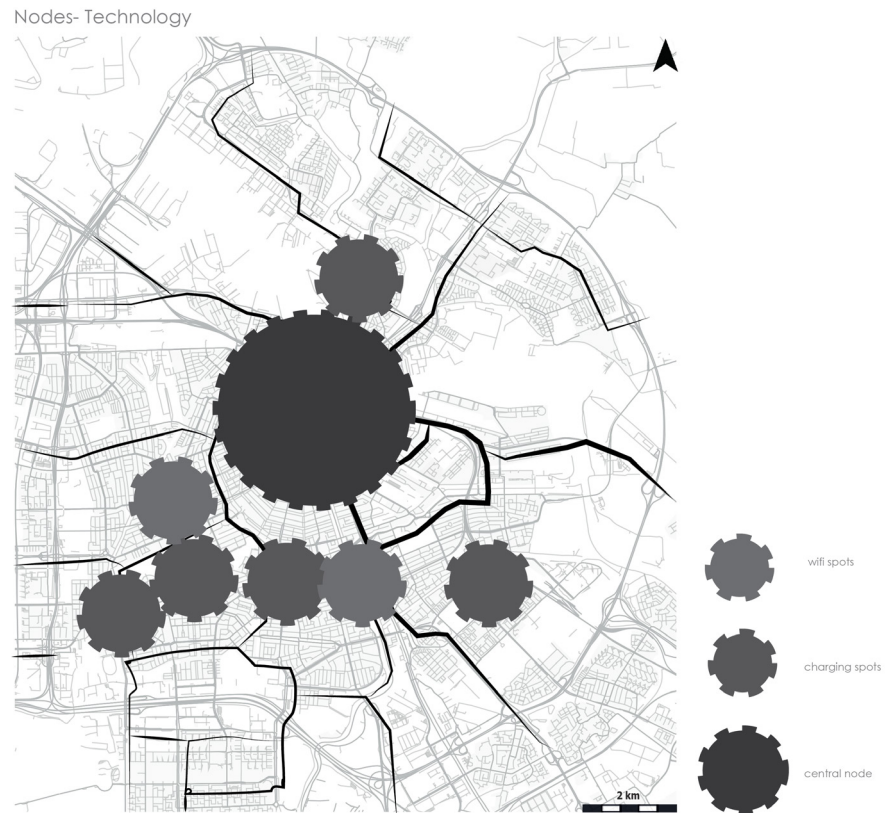 Nodes- Technology
wifi spots
charging spots
central node
2 km